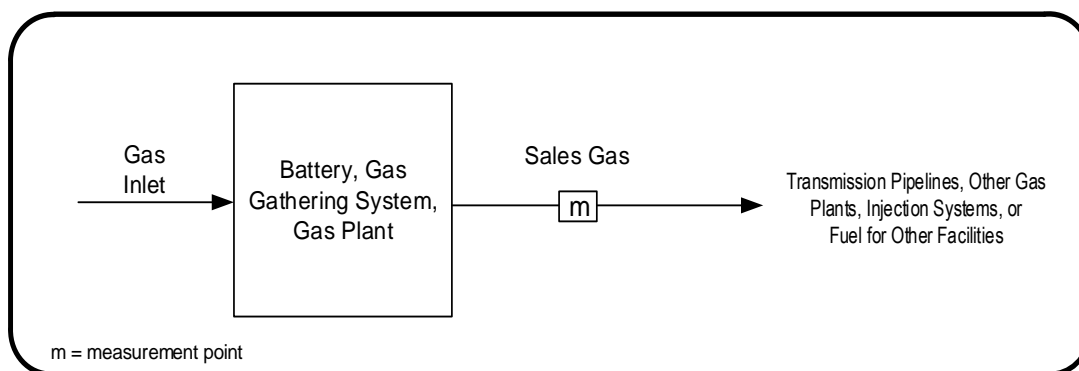 Gas
Inlet
Battery, Gas
Gathering System,
Gas Plant
Sales Gas
m
Transmission Pipelines, Other Gas
Plants, Injection Systems, or
Fuel for Other Facilities
m = measurement point